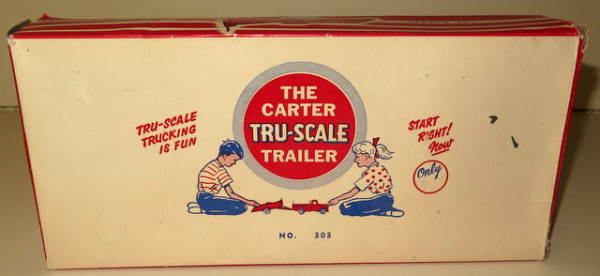 THE
CARTER
TRU-SCALE
TRAILER
TRU-SCALE
TRUCKING
IS FUN
START
RIGHT!
Now
Only
NO. 303